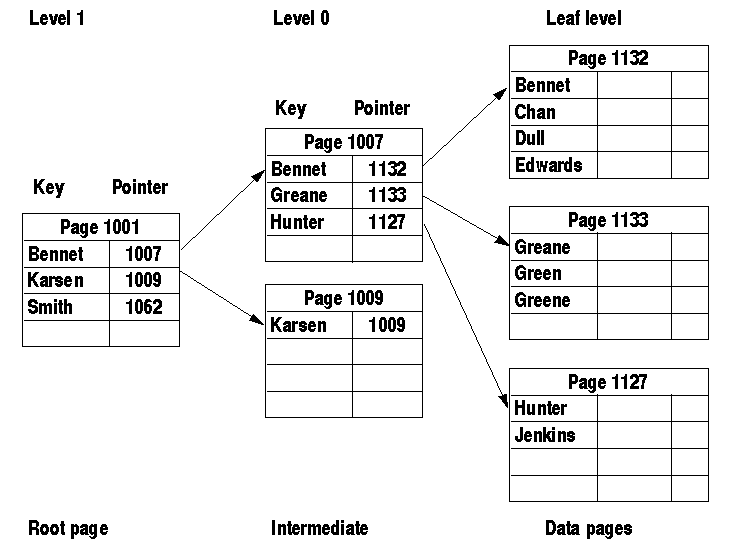 Level 1
Level 0
Leaf level
Key Pointer
Page 1001
Bennet 1007
Karsen 1009
Smith 1062
Key Pointer
Page 1007
Bennet 1132
Greane 1133
Hunter 1127
Page 1009
Karsen 1009
Page 1132
Bennet
Chan
Dull
Edwards
Page 1133
Greane
Green
Greene
Page 1127
Hunter
Jenkins
Root page
Intermediate
Data pages